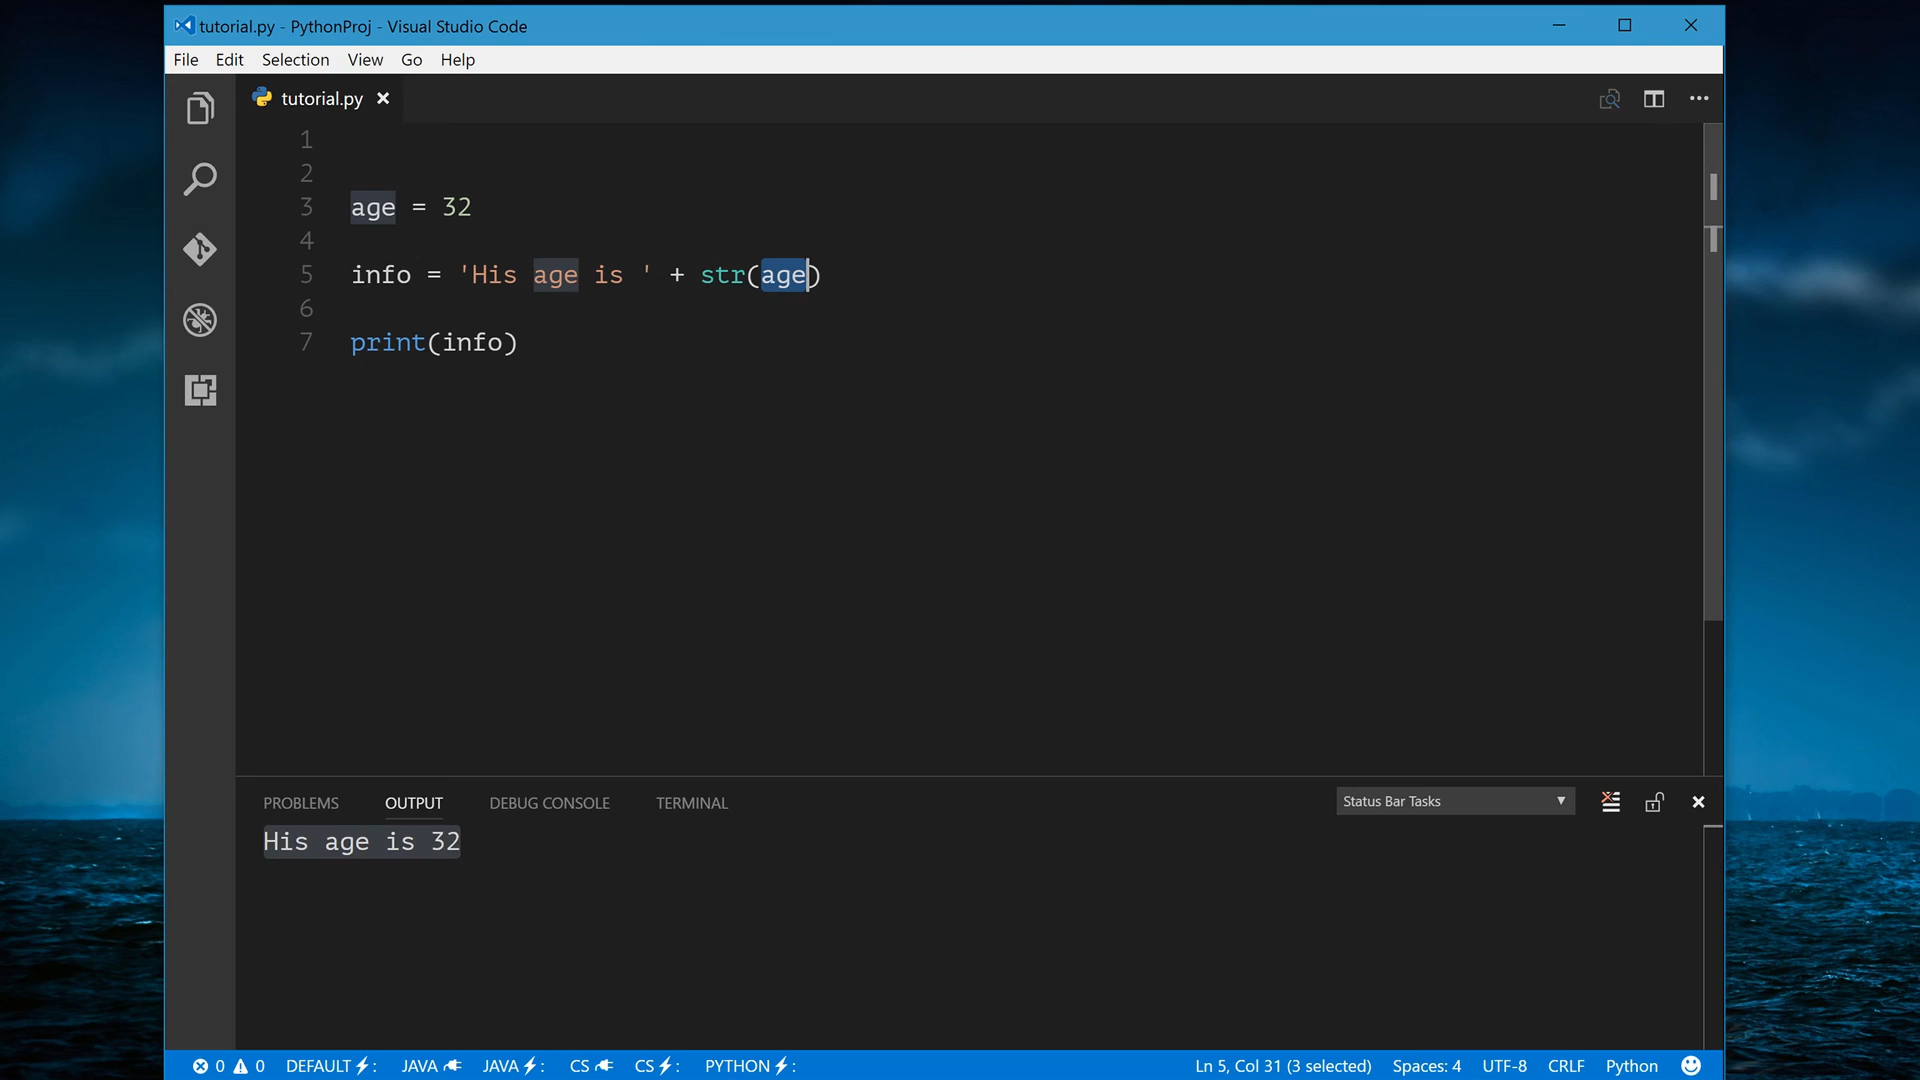 tutorial.py - PythonProj - Visual Studio Code
File Edit Selection View Go Help
tutorial.py
1
2
3 age = 32
4
5 info = 'His age is ' + str(age)
6
7 print(info)
PROBLEMS OUTPUT DEBUG CONSOLE TERMINAL Status Bar Tasks
His age is 32
0 0 DEFAULT : JAVA JAVA : CS CS : PYTHON : Ln 5, Col 31 (3 selected) Spaces: 4 UTF-8 CRLF Python